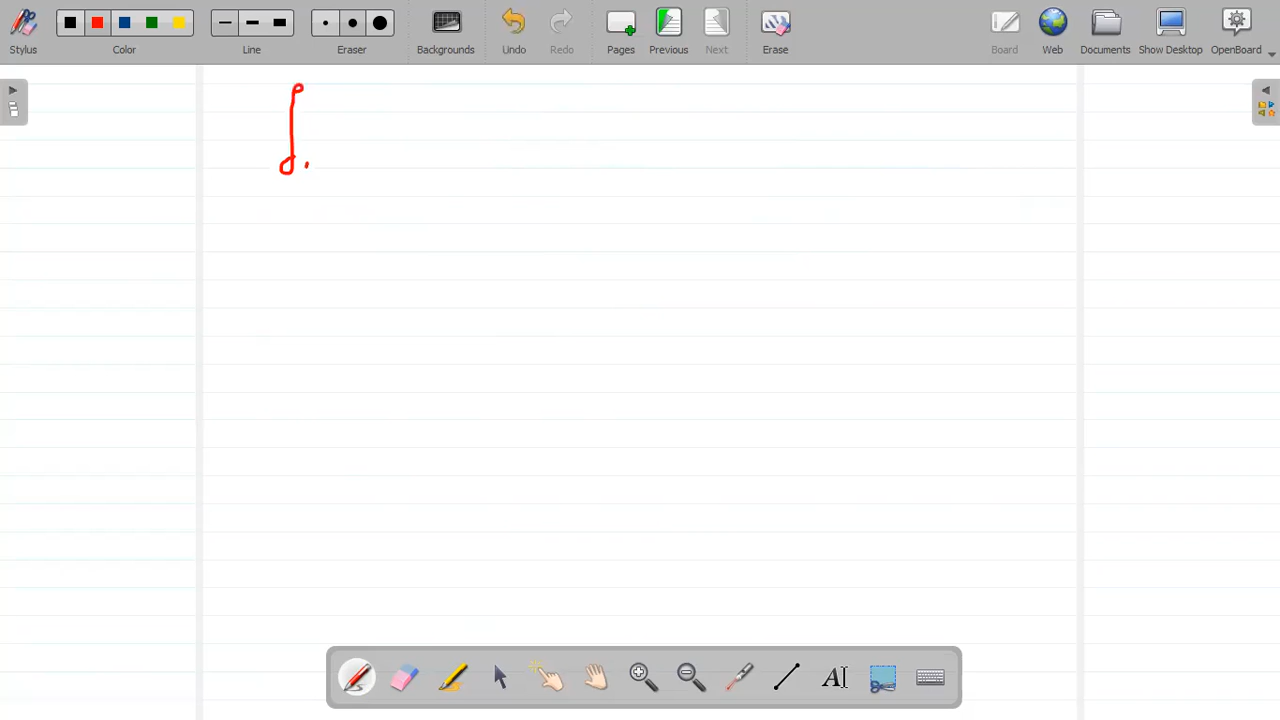 Stylus Color Line Eraser Backgrounds Undo Redo Pages Previous Next Erase Board Web Documents Show Desktop OpenBoard
∫
A